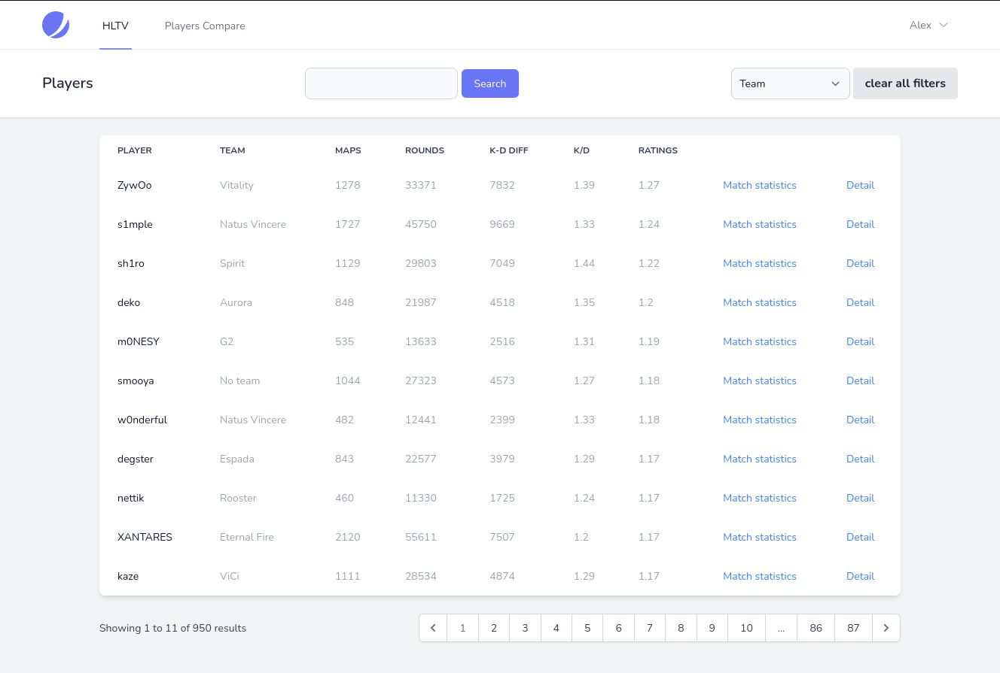 HLTV Players Compare Alex
Players Search Team clear all filters
PLAYER TEAM MAPS ROUNDS K-D DIFF K/D RATINGS
ZywOo Vitality 1278 33371 7832 1.39 1.27 Match statistics Detail
s1mple Natus Vincere 1727 45750 9669 1.33 1.24 Match statistics Detail
sh1ro Spirit 1129 29803 7049 1.44 1.22 Match statistics Detail
deko Aurora 848 21987 4518 1.35 1.2 Match statistics Detail
m0NESY G2 535 13633 2516 1.31 1.19 Match statistics Detail
smooya No team 1044 27323 4573 1.27 1.18 Match statistics Detail
w0nderful Natus Vincere 482 12441 2399 1.33 1.18 Match statistics Detail
degster Espada 843 22577 3979 1.29 1.17 Match statistics Detail
nettik Rooster 460 11330 1725 1.24 1.17 Match statistics Detail
XANTARES Eternal Fire 2120 55611 7507 1.2 1.17 Match statistics Detail
kaze ViCi 1111 28534 4874 1.29 1.17 Match statistics Detail
Showing 1 to 11 of 950 results 1 2 3 4 5 6 7 8 9 10 ... 86 87